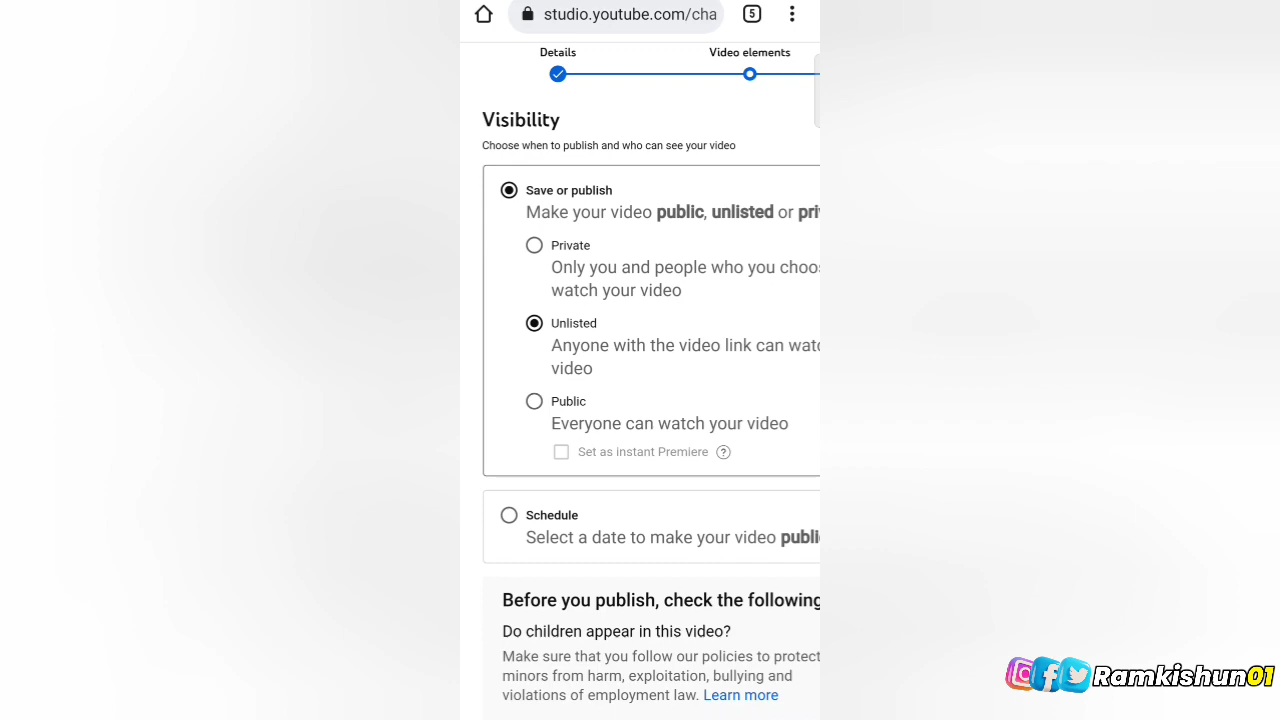 studio.youtube.com/cha
5
Details
Video elements
Visibility
Choose when to publish and who can see your video
Save or publish
Make your video public, unlisted or pri
Private
Only you and people who you choo
watch your video
Unlisted
Anyone with the video link can wat
video
Public
Everyone can watch your video
Set as instant Premiere ?
Schedule
Select a date to make your video publi
Before you publish, check the following
Do children appear in this video?
Make sure that you follow our policies to protect
minors from harm, exploitation, bullying and
violations of employment law. Learn more
Ramkishun01